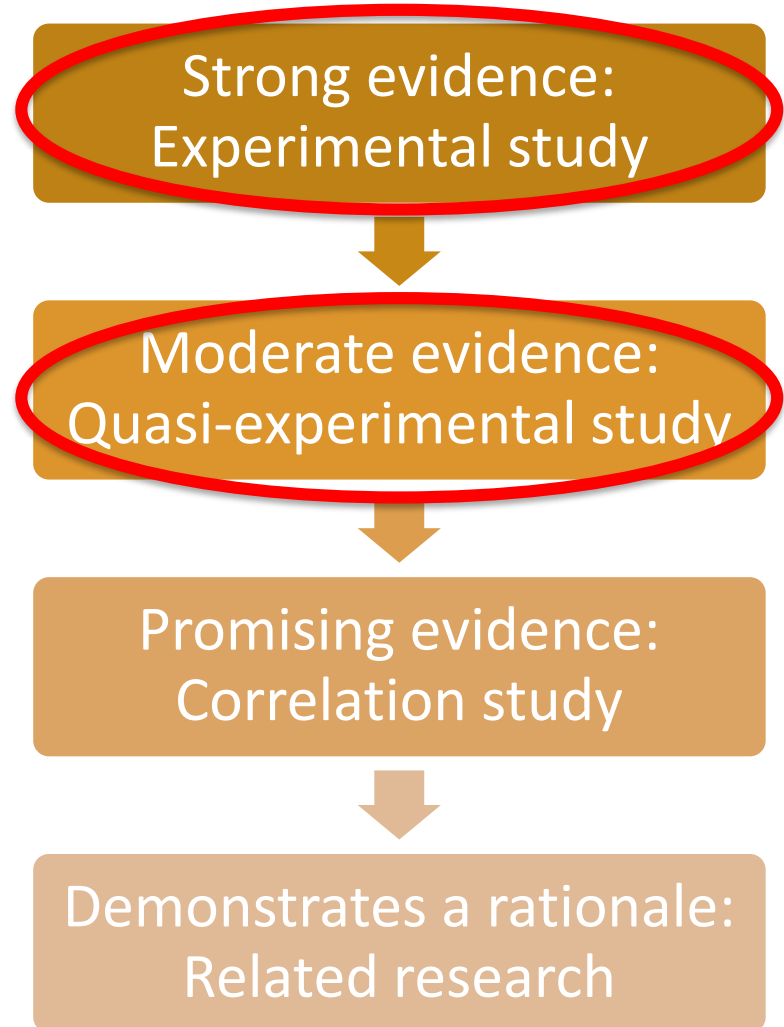 Strong evidence:
Experimental study
Moderate evidence:
Quasi-experimental study
Promising evidence:
Correlation study
Demonstrates a rationale:
Related research